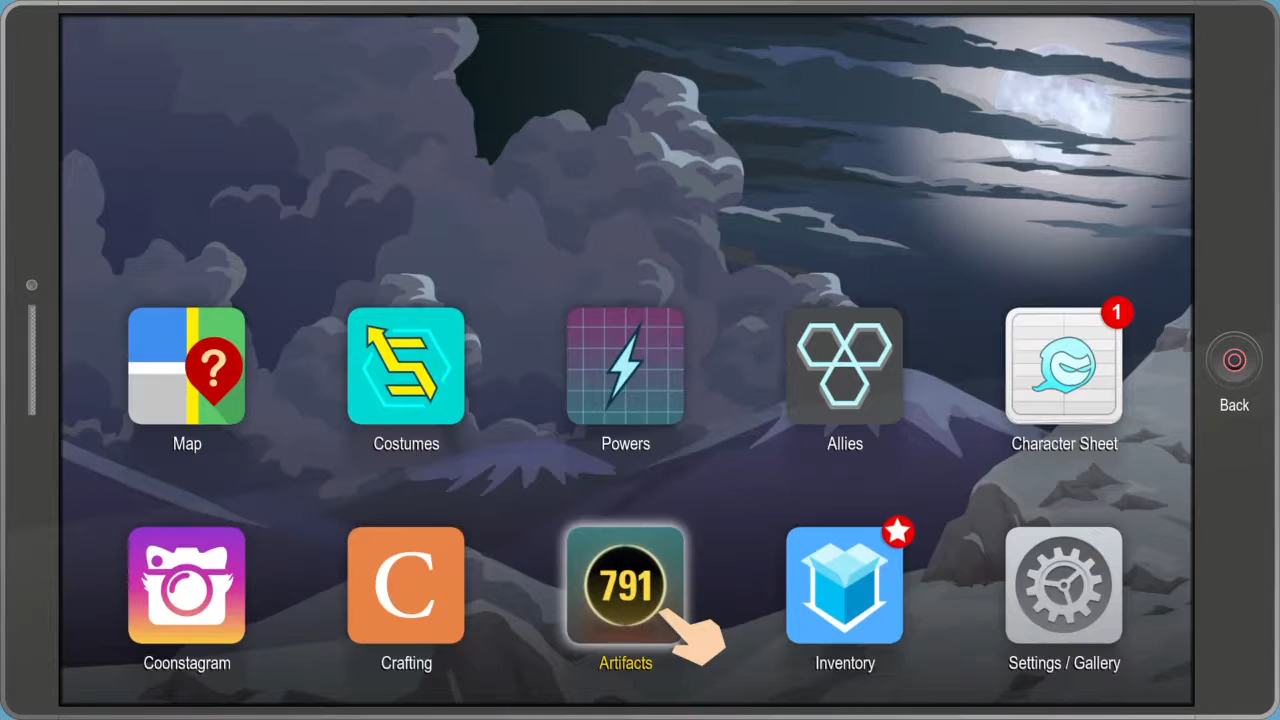 1
Map
Costumes
Powers
Allies
Character Sheet
Back
C
791
Coonstagram
Crafting
Artifacts
Inventory
Settings / Gallery